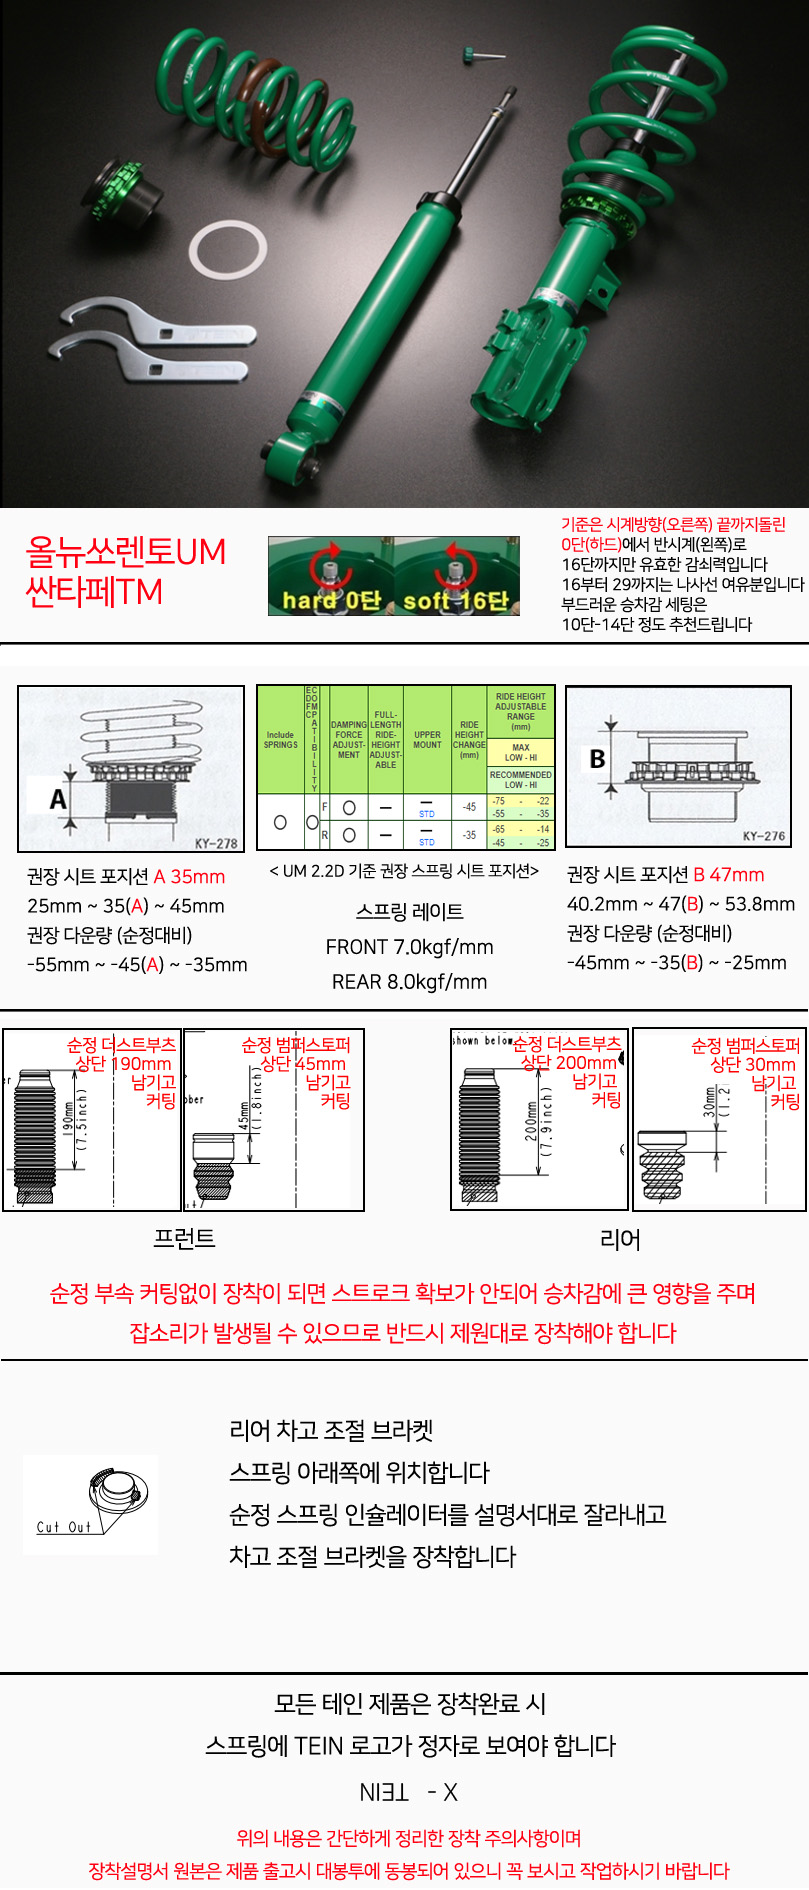 올뉴쏘렌토UM
싼타페TM
hard 0단
soft 16단
기준은 시계방향(오른쪽) 끝까지돌린
0단(하드)에서 반시계(왼쪽)로
16단까지만 유효한 감쇠력입니다
16부터 29까지는 나사선 여유분입니다
부드러운 승차감 세팅은
10단-14단 정도 추천드립니다
A
KY-278
권장 시트 포지션 A 35mm
25mm ~ 35(A) ~ 45mm
권장 다운량 (순정대비)
-55mm ~ -45(A) ~ -35mm
Include SPRINGS
EC
DO
FM
CP
A
T
I
B
I
L
I
T
Y
DAMPING FORCE ADJUST-MENT
FULL-LENGTH RIDE-HEIGHT ADJUST-ABLE
UPPER MOUNT
RIDE HEIGHT CHANGE (mm)
RIDE HEIGHT ADJUSTABLE RANGE (mm)
MAX LOW - HI
RECOMMENDED LOW - HI
F
STD
-45
-75 - -22
-55 - -35
R
STD
-35
-65 - -14
-45 - -25
< UM 2.2D 기준 권장 스프링 시트 포지션>
스프링 레이트
FRONT 7.0kgf/mm
REAR 8.0kgf/mm
B
KY-276
권장 시트 포지션 B 47mm
40.2mm ~ 47(B) ~ 53.8mm
권장 다운량 (순정대비)
-45mm ~ -35(B) ~ -25mm
순정 더스트부츠
상단 190mm
남기고
커팅
er
190mm
(7.5inch)
순정 범퍼스토퍼
상단 45mm
남기고
커팅
ober
45mm
(1.8inch)
프런트
shown below.
순정 더스트부츠
상단 200mm
남기고
커팅
200mm
(7.9inch)
순정 범퍼스토퍼
상단 30mm
남기고
커팅
30mm
(1.2
리어
순정 부속 커팅없이 장착이 되면 스트로크 확보가 안되어 승차감에 큰 영향을 주며
잡소리가 발생될 수 있으므로 반드시 제원대로 장착해야 합니다
Cut Out
리어 차고 조절 브라켓
스프링 아래쪽에 위치합니다
순정 스프링 인슐레이터를 설명서대로 잘라내고
차고 조절 브라켓을 장착합니다
모든 테인 제품은 장착완료 시
스프링에 TEIN 로고가 정자로 보여야 합니다
TEIN - X
위의 내용은 간단하게 정리한 장착 주의사항이며
장착설명서 원본은 제품 출고시 대봉투에 동봉되어 있으니 꼭 보시고 작업하시기 바랍니다